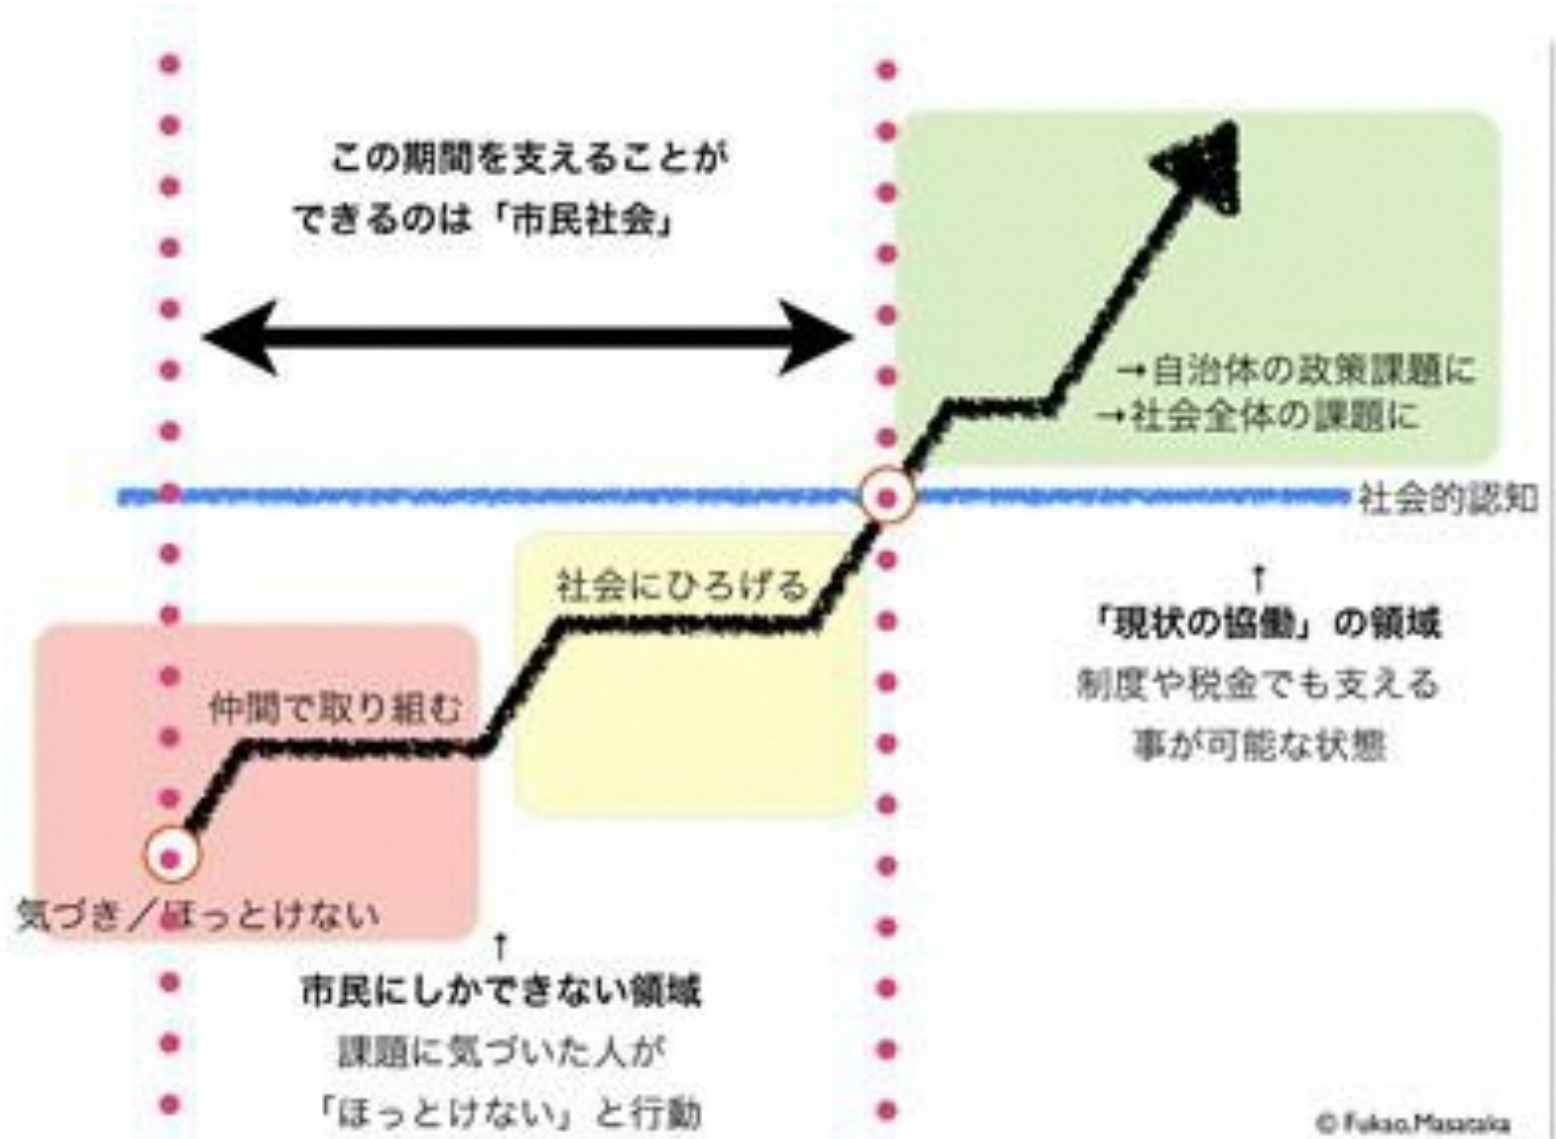 この期間を支えることが
できるのは「市民社会」
→自治体の政策課題に
→社会全体の課題に
社会的認知
社会にひろげる
↑
「現状の協働」の領域
制度や税金でも支える
事が可能な状態
仲間で取り組む
気づき/ほっとけない
↑
市民にしかできない領域
課題に気づいた人が
「ほっとけない」と行動
© Fukao.Masataka